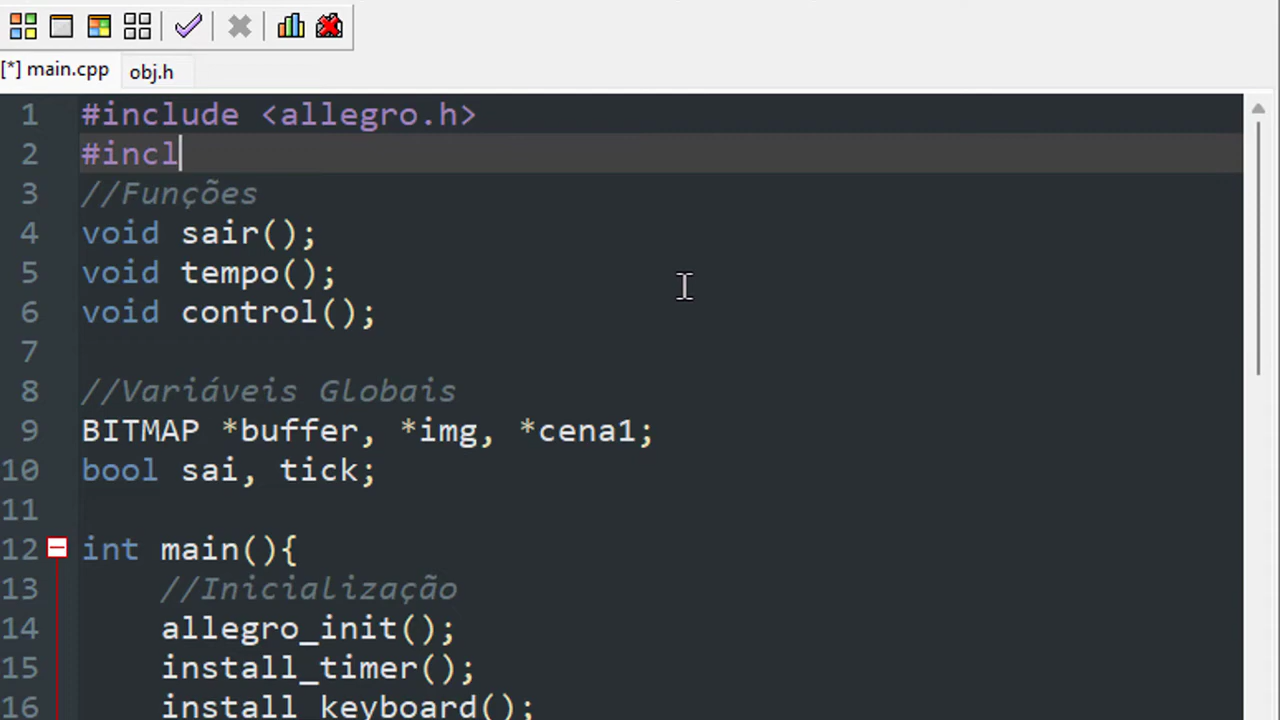 [*] main.cpp obj.h
1 #include <allegro.h>
2 #incl
3 //Funções
4 void sair();
5 void tempo();
6 void control();
7
8 //Variáveis Globais
9 BITMAP *buffer, *img, *cena1;
10 bool sai, tick;
11
12 int main(){
13 //Inicialização
14 allegro_init();
15 install_timer();
16 install_keyboard();